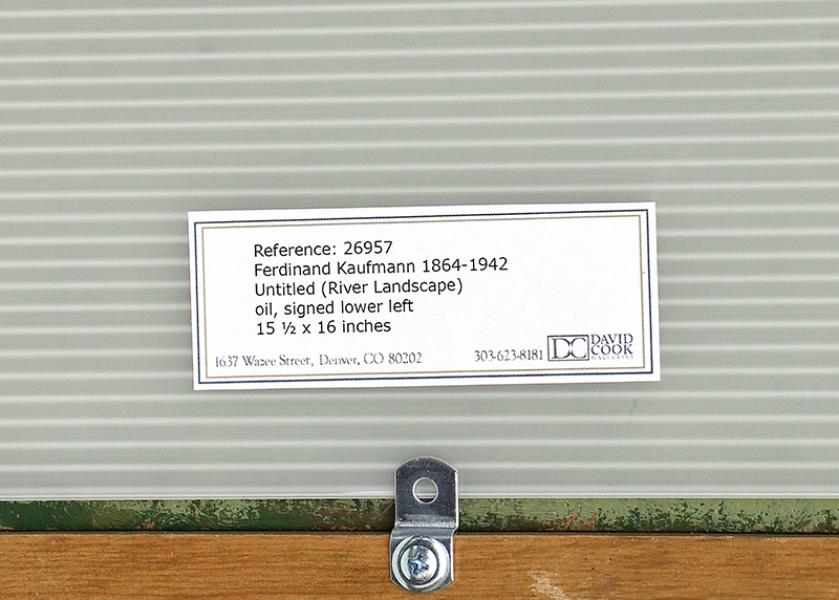 Reference: 26957
Ferdinand Kaufmann 1864-1942
Untitled (River Landscape)
oil, signed lower left
15 ½ x 16 inches
1637 Wazee Street, Denver, CO 80202
303-623-8181
DC
DAVID
COOK
GALLERIES